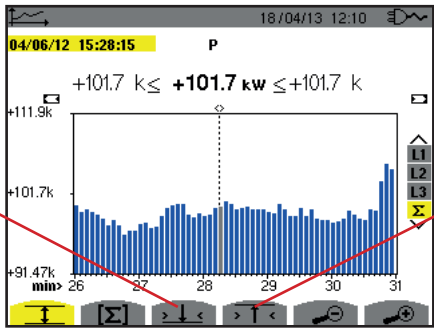 18/04/13 12:10
04/06/12 15:28:15 P
+101.7 k≤ +101.7 kW ≤+101.7 k
+111.9k
L1
L2
+101.7k
L3
Σ
+91.47k
min> 26 27 28 29 30 31
[Σ] >↓< >↑<